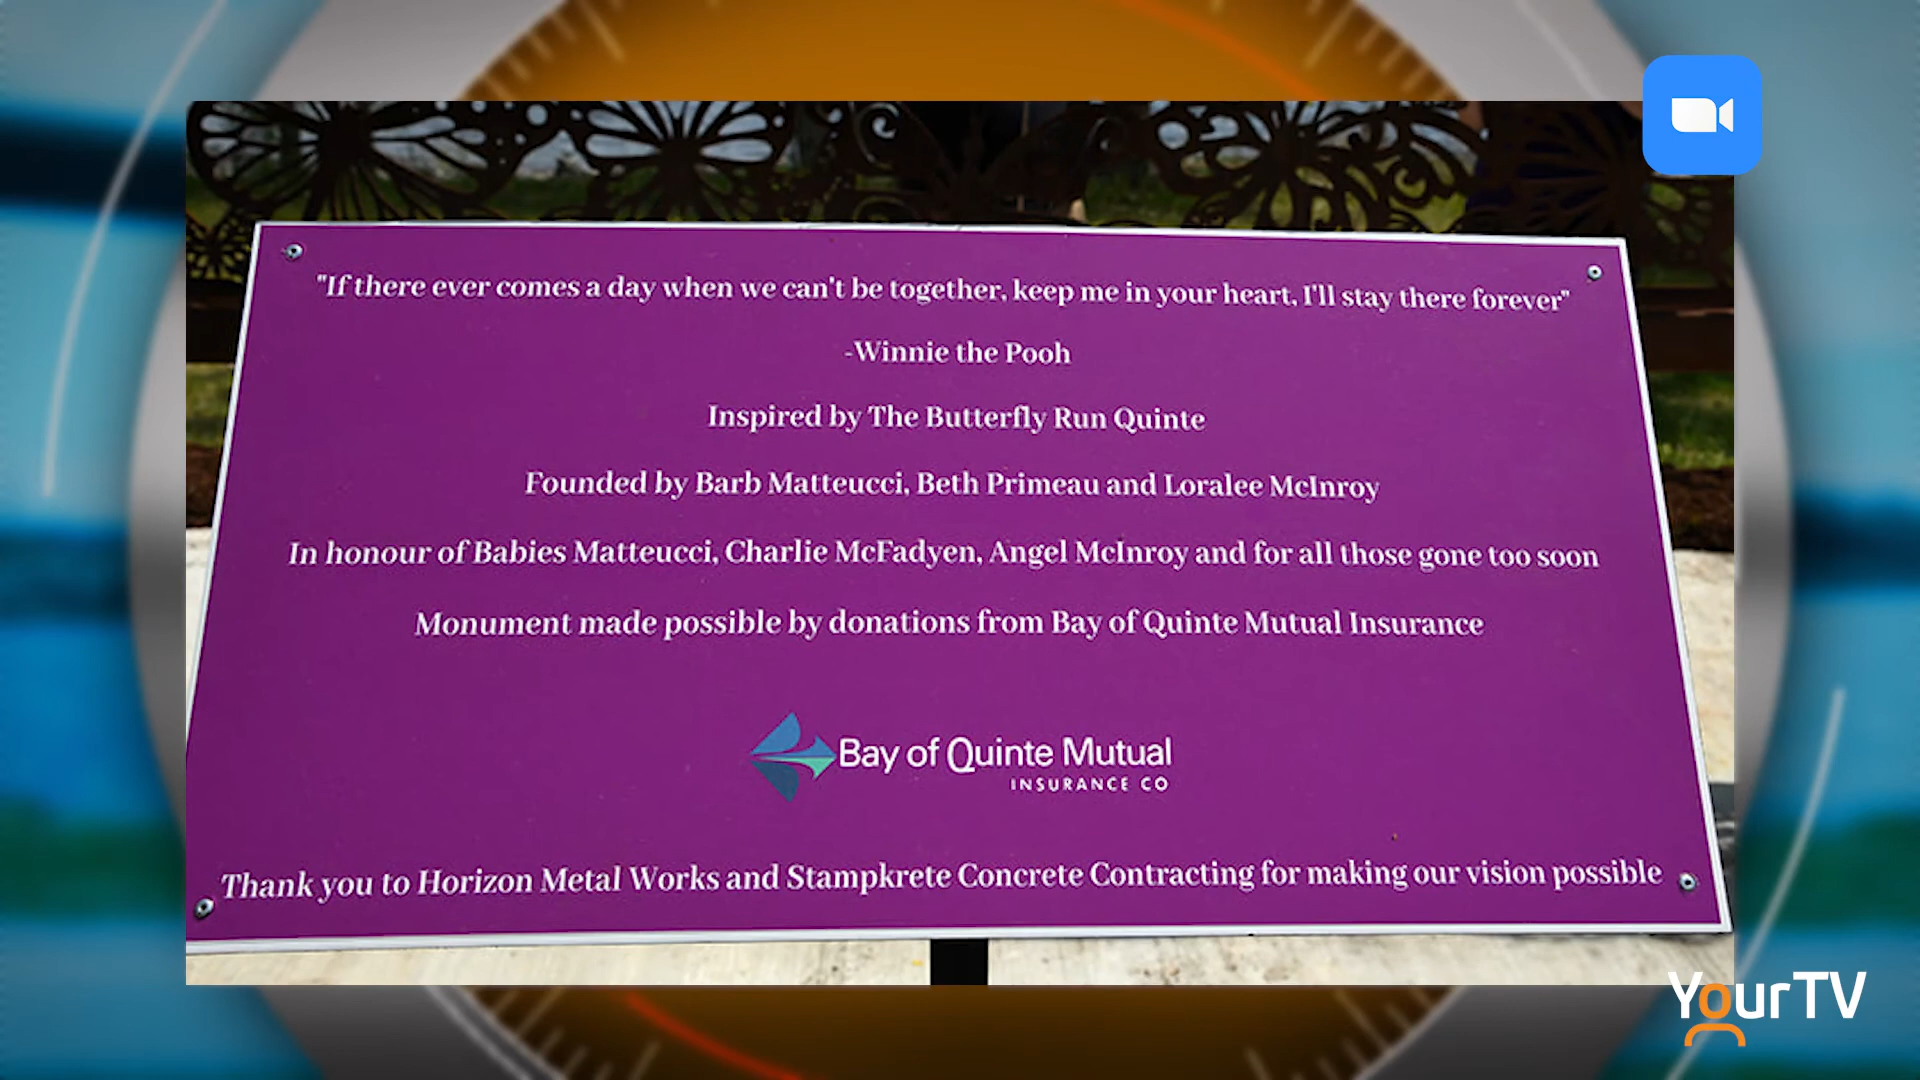 "If there ever comes a day when we can't be together, keep me in your heart, I'll stay there forever"
-Winnie the Pooh
Inspired by The Butterfly Run Quinte
Founded by Barb Matteucci, Beth Primeau and Loralee McInroy
In honour of Babies Matteucci, Charlie McFadyen, Angel McInroy and for all those gone too soon
Monument made possible by donations from Bay of Quinte Mutual Insurance
Bay of Quinte Mutual
INSURANCE CO
Thank you to Horizon Metal Works and Stampkrete Concrete Contracting for making our vision possible
YourTV